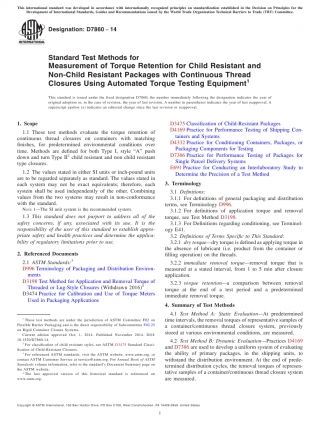 This international standard was developed in accordance with internationally recognized principles on standardization established in the Decision on Principles for the
Development of International Standards, Guides and Recommendations issued by the World Trade Organization Technical Barriers to Trade (TBT) Committee.
INTERNATIONAL
Designation: D7860 − 14
Standard Test Methods for
Measurement of Torque Retention for Child Resistant and
Non-Child Resistant Packages with Continuous Thread
Closures Using Automated Torque Testing Equipment1
This standard is issued under the fixed designation D7860; the number immediately following the designation indicates the year of
original adoption or, in the case of revision, the year of last revision. A number in parentheses indicates the year of last reapproval. A
superscript epsilon (ε) indicates an editorial change since the last revision or reapproval.
1. Scope
1.1 These test methods evaluate the torque retention of
continuous thread closures on containers with matching
finishes, for predetermined environmental conditions over
time. Methods are defined for both Type I, style “A” push
down and turn Type II2 child resistant and non child resistant
type closures.
1.2 The values stated in either SI units or inch-pound units
are to be regarded separately as standard. The values stated in
each system may not be exact equivalents; therefore, each
system shall be used independently of the other. Combining
values from the two systems may result in non-conformance
with the standard.
NOTE 1—The SI unit system is the recommended system.
1.3 This standard does not purport to address all of the
safety concerns, if any, associated with its use. It is the
responsibility of the user of this standard to establish appro-
priate safety and health practices and determine the applica-
bility of regulatory limitations prior to use.
2. Referenced Documents
2.1 ASTM Standards:3
D996 Terminology of Packaging and Distribution Environ-
ments
D3198 Test Method for Application and Removal Torque of
Threaded or Lug-Style Closures (Withdrawn 2016)4
D3474 Practice for Calibration and Use of Torque Meters
Used in Packaging Applications
1 These test methods are under the jurisdiction of ASTM Committee F02 on
Flexible Barrier Packaging and is the direct responsibility of Subcommittee
on Rigid Container Closure Systems.
Current edition approved Oct. 1, 2014. Published November 2014. DOI:
10.1520/D7860-14.
2 For classification of child resistant styles, see ASTM D3475 Standard Classi-
fication of Child-Resistant Closures.
3 For referenced ASTM standards, visit the ASTM website, www.astm.org, or
contact ASTM Customer Service at service@astm.org. For Annual Book of ASTM
Standards volume information, refer to the standard's Document Summary page on
the ASTM website.
4 The last approved version of this historical standard is referenced on
www.astm.org.
D3475 Classification of Child-Resistant Packages
D4169 Practice for Performance Testing of Shipping Con-
tainers and Systems
D4332 Practice for Conditioning Containers, Packages, or
Packaging Components for Testing
D7386 Practice for Performance Testing of Packages for
Single Parcel Delivery Systems
E691 Practice for Conducting an Interlaboratory Study to
Determine the Precision of a Test Method
3. Terminology
3.1 Definitions:
3.1.1 For definitions of general packaging and distribution
terms, see Terminology D996.
3.1.2 For definitions of application torque and removal
torque, see Test Method D3198.
3.1.3 For Definitions regarding conditioning, see Terminol-
ogy E41.
3.2 Definitions of Terms Specific to This Standard:
3.2.1 dry torque—dry torque is defined as applying torque in
the absence of lubricant (i.e. product from the container or
filling operation) on the threads.
3.2.2 immediate removal torque—removal torque that is
measured at a stated interval, from 1 to 5 min after closure
application.
3.2.3 torque retention—a comparison between removal
torque at the end of a test period and a predetermined
immediate removal torque.
4. Summary of Test Methods
4.1 Test Method A: Static Evaluation—At predetermined
time intervals, the removal torques of representative samples of
a container/continuous thread closure system, previously
stored at various environmental conditions, are measured.
4.2 Test Method B: Dynamic Evaluation—Practices D4169
and D7386 are used to develop a uniform system of evaluating
the ability of primary packages, in the shipping units, to
withstand the distribution environment. At the end of prede-
termined distribution cycles, the removal torques of represen-
tative samples of a container/continuous thread closure system
are measured.
Copyright © ASTM International, 100 Barr Harbor Drive, PO Box C700, West Conshohocken, PA 19428-2959. United States
1